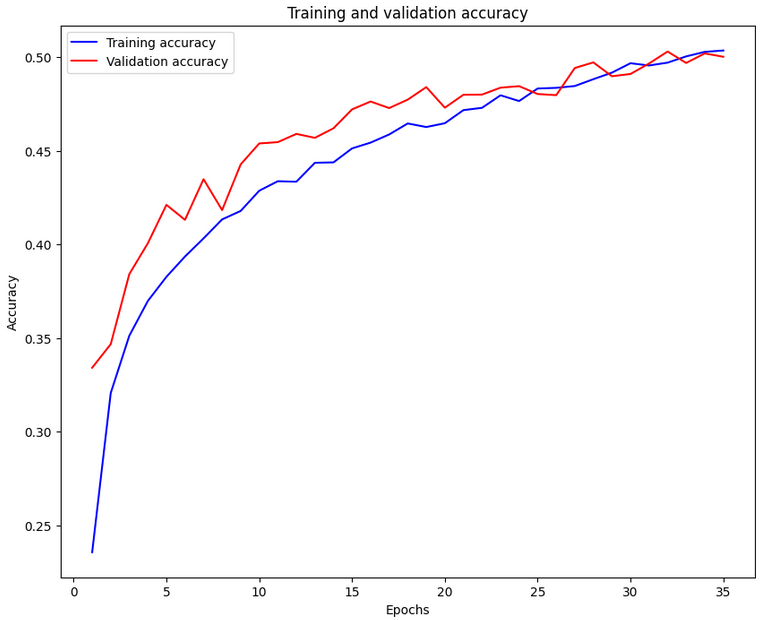 Training and validation accuracy
Training accuracy
Validation accuracy
0.50
0.45
0.40
0.35
0.30
0.25
Accuracy
0 5 10 15 20 25 30 35
Epochs